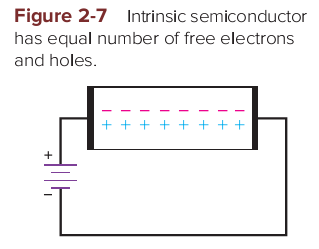 Figure 2-7 Intrinsic semiconductor
has equal number of free electrons
and holes.
− − − − − − − −
+ + + + + + + +
+
−